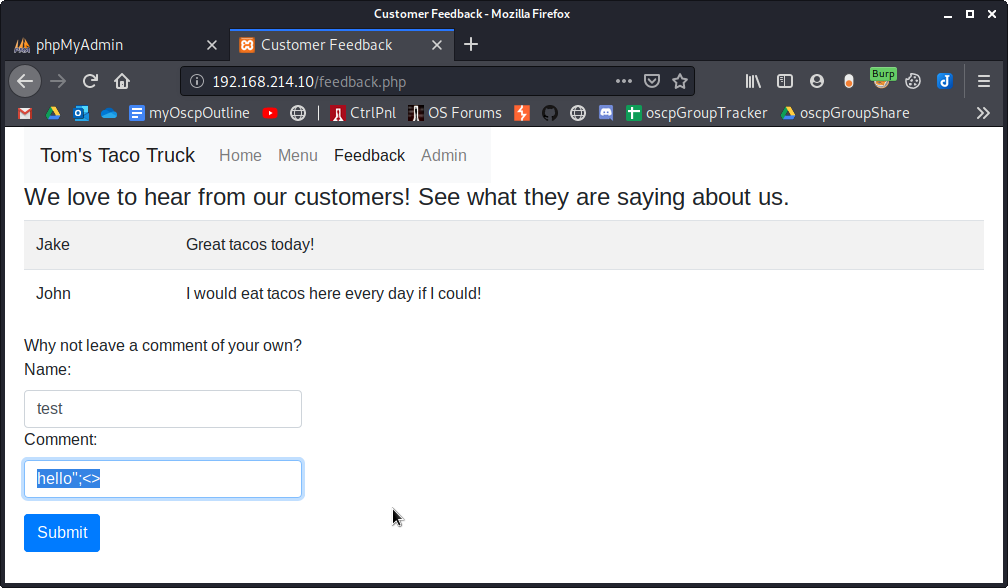 Customer Feedback - Mozilla Firefox
phpMyAdmin Customer Feedback
192.168.214.10/feedback.php Burp
myOscpOutline CtrlPnl OS Forums oscpGroupTracker oscpGroupShare
Tom's Taco Truck Home Menu Feedback Admin
We love to hear from our customers! See what they are saying about us.
Jake Great tacos today!
John I would eat tacos here every day if I could!
Why not leave a comment of your own?
Name:
test
Comment:
hello'';<>
Submit